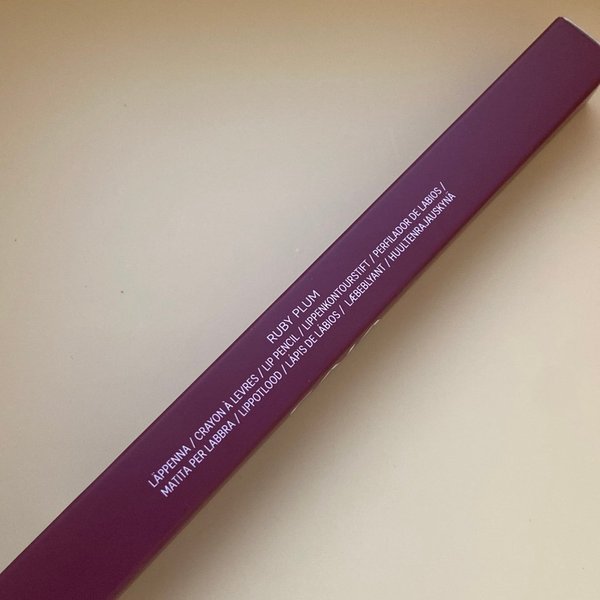 RUBY PLUM
LÄPPENNA / CRAYON À LEVRES / LIP PENCIL / LIPPENKONTOURSTIFT / PERFILADOR DE LABIOS /
MATITA PER LABBRA / LIPPOTLOOD / LÁPIS DE LÁBIOS / LÆBEBLYANT / HUULTENRAJAUSKYNÄ